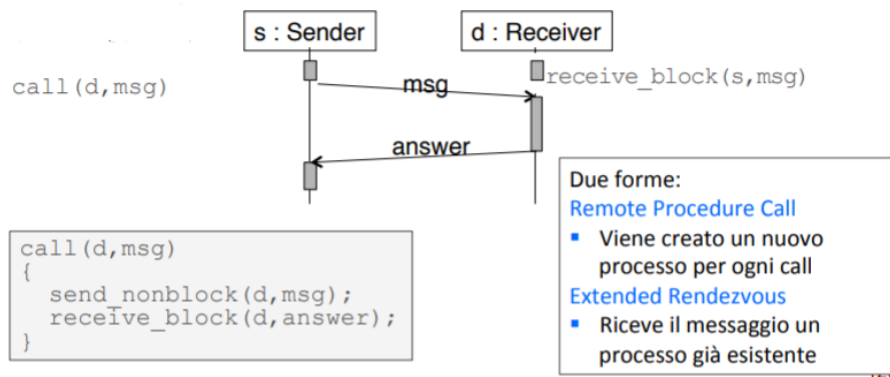 s : Sender
d : Receiver
call(d,msg)
msg
receive_block(s,msg)
answer
call(d,msg)
{
send_nonblock(d,msg);
receive_block(d,answer);
}
Due forme:
Remote Procedure Call
▪ Viene creato un nuovo
processo per ogni call
Extended Rendezvous
▪ Riceve il messaggio un
processo già esistente